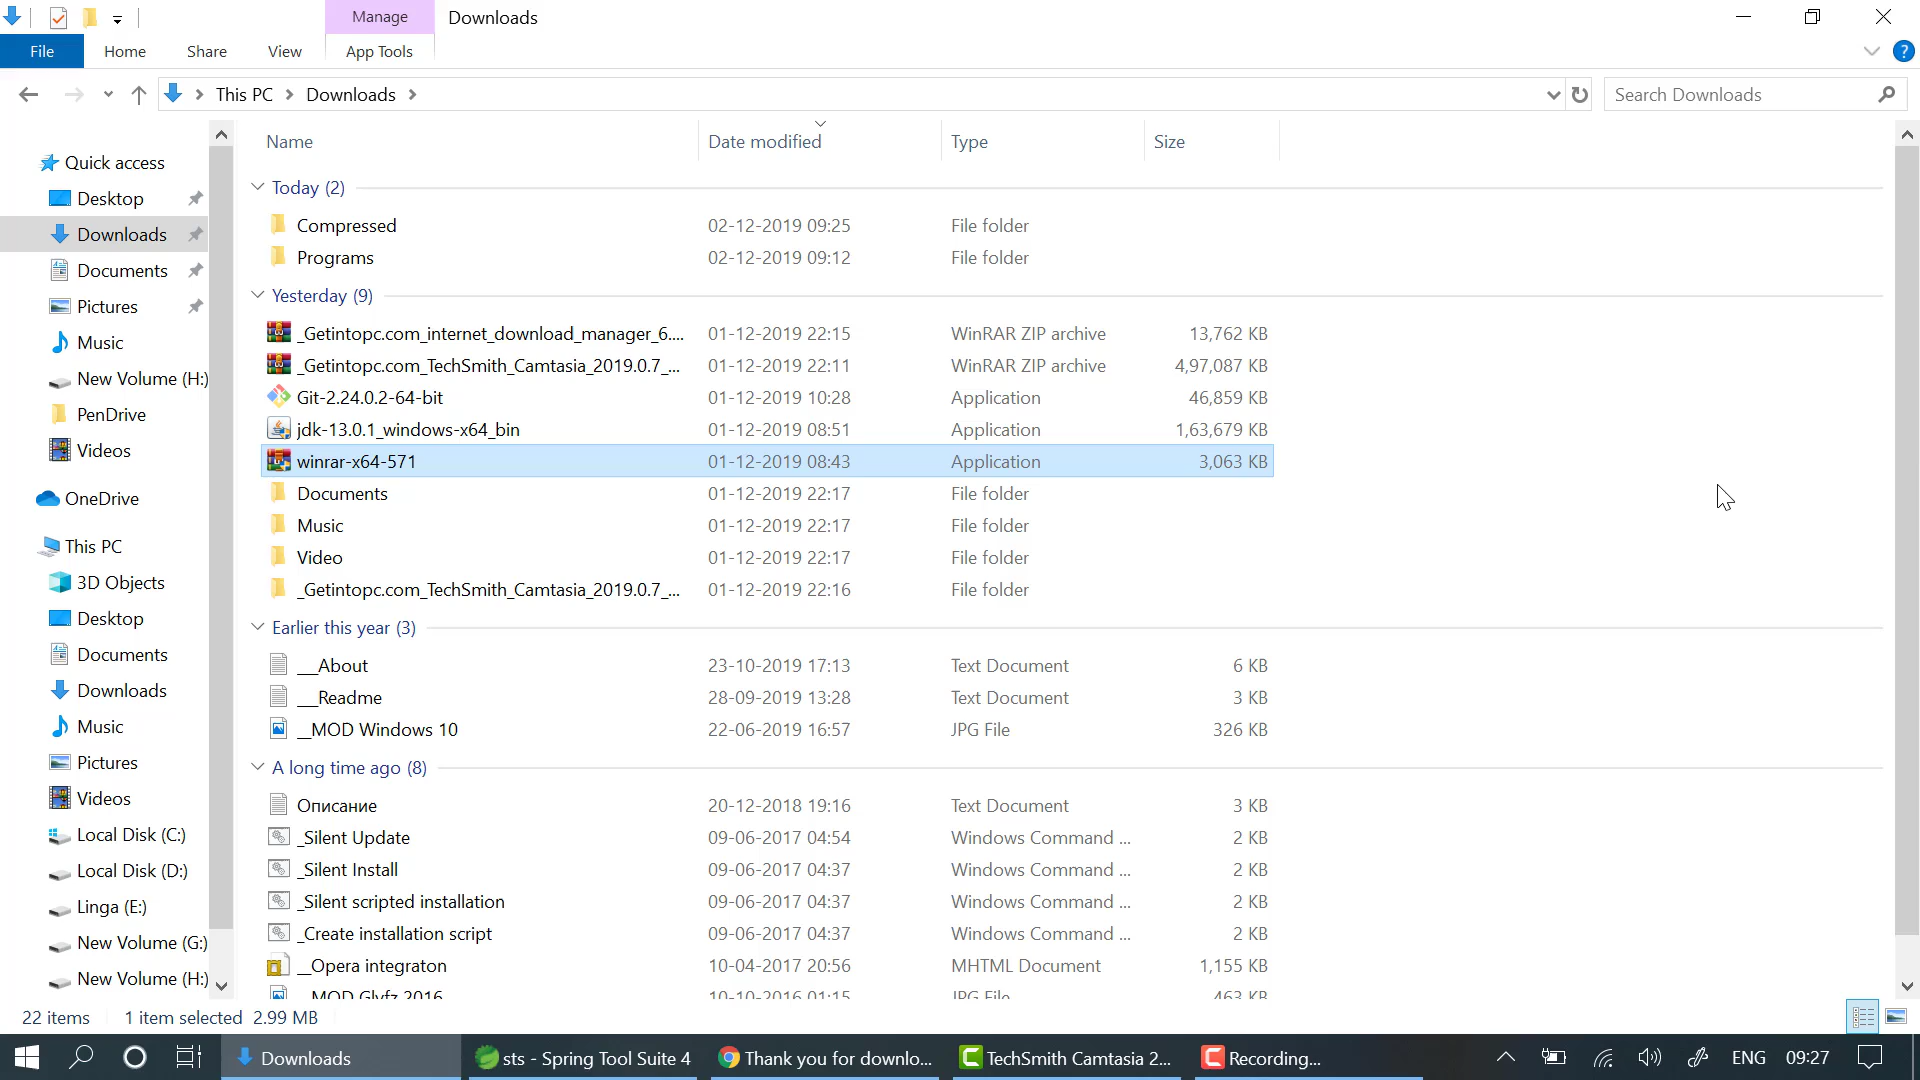 Manage
Downloads
File
Home
Share
View
App Tools
This PC
Downloads
Search Downloads
Name
Date modified
Type
Size
Quick access
Desktop
Downloads
Documents
Pictures
Music
New Volume (H:)
PenDrive
Videos
OneDrive
This PC
3D Objects
Desktop
Documents
Downloads
Music
Pictures
Videos
Local Disk (C:)
Local Disk (D:)
Linga (E:)
New Volume (G:)
New Volume (H:)
Today (2)
Compressed 02-12-2019 09:25 File folder
Programs 02-12-2019 09:12 File folder
Yesterday (9)
_Getintopc.com_internet_download_manager_6.... 01-12-2019 22:15 WinRAR ZIP archive 13,762 KB
_Getintopc.com_TechSmith_Camtasia_2019.0.7_... 01-12-2019 22:11 WinRAR ZIP archive 4,97,087 KB
Git-2.24.0.2-64-bit 01-12-2019 10:28 Application 46,859 KB
jdk-13.0.1_windows-x64_bin 01-12-2019 08:51 Application 1,63,679 KB
winrar-x64-571 01-12-2019 08:43 Application 3,063 KB
Documents 01-12-2019 22:17 File folder
Music 01-12-2019 22:17 File folder
Video 01-12-2019 22:17 File folder
_Getintopc.com_TechSmith_Camtasia_2019.0.7_... 01-12-2019 22:16 File folder
Earlier this year (3)
__About 23-10-2019 17:13 Text Document 6 KB
__Readme 28-09-2019 13:28 Text Document 3 KB
__MOD Windows 10 22-06-2019 16:57 JPG File 326 KB
A long time ago (8)
Описание 20-12-2018 19:16 Text Document 3 KB
_Silent Update 09-06-2017 04:54 Windows Command ... 2 KB
_Silent Install 09-06-2017 04:37 Windows Command ... 2 KB
_Silent scripted installation 09-06-2017 04:37 Windows Command ... 2 KB
_Create installation script 09-06-2017 04:37 Windows Command ... 2 KB
__Opera integraton 10-04-2017 20:56 MHTML Document 1,155 KB
__MOD Glyfz 2016 10-10-2016 01:15 JPG File 463 KB
22 items 1 item selected 2.99 MB
Downloads
sts - Spring Tool Suite 4
Thank you for downlo...
TechSmith Camtasia 2...
Recording...
ENG
09:27